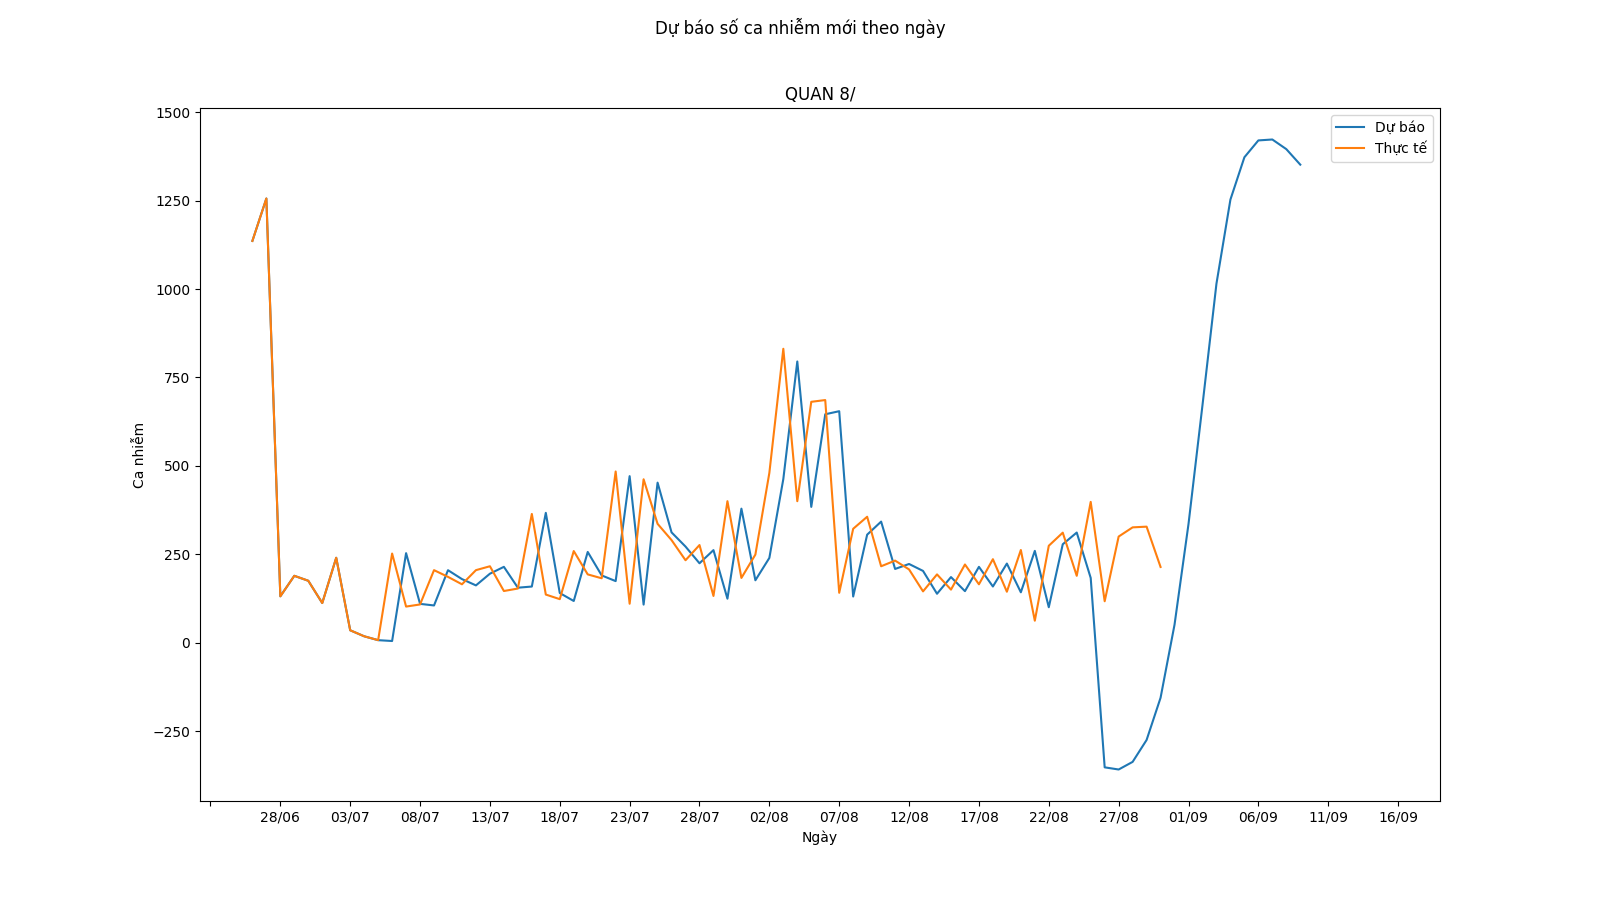 Dự báo số ca nhiễm mới theo ngày
QUAN 8/
1500
1250
1000
750
500
250
0
−250
Ca nhiễm
Dự báo
Thực tế
28/06 03/07 08/07 13/07 18/07 23/07 28/07 02/08 07/08 12/08 17/08 22/08 27/08 01/09 06/09 11/09 16/09
Ngày